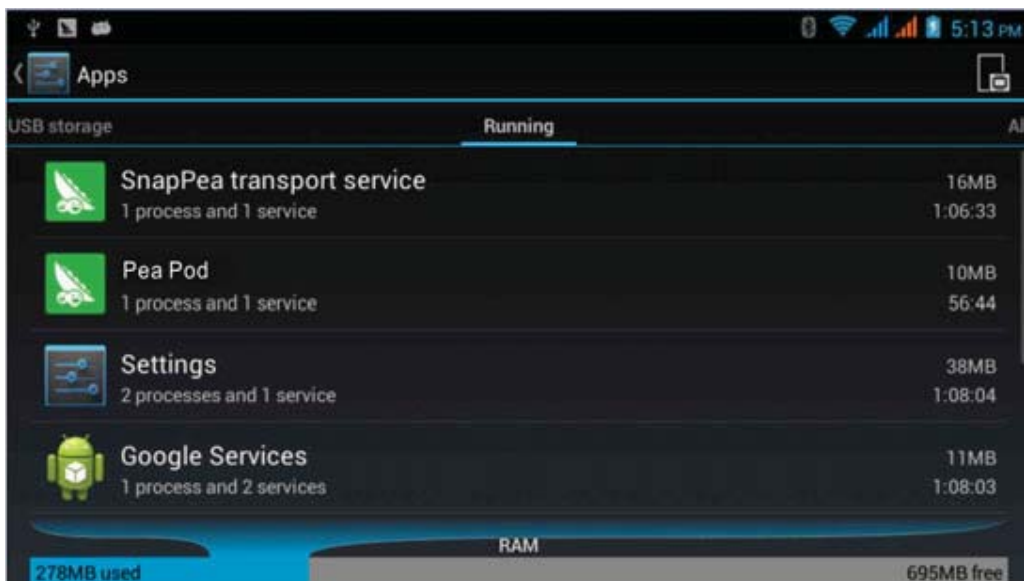 5:13 PM
Apps
USB storage Running Al
SnapPea transport service 16MB
1 process and 1 service 1:06:33
Pea Pod 10MB
1 process and 1 service 56:44
Settings 38MB
2 processes and 1 service 1:08:04
Google Services 11MB
1 process and 2 services 1:08:03
RAM
278MB used 695MB free